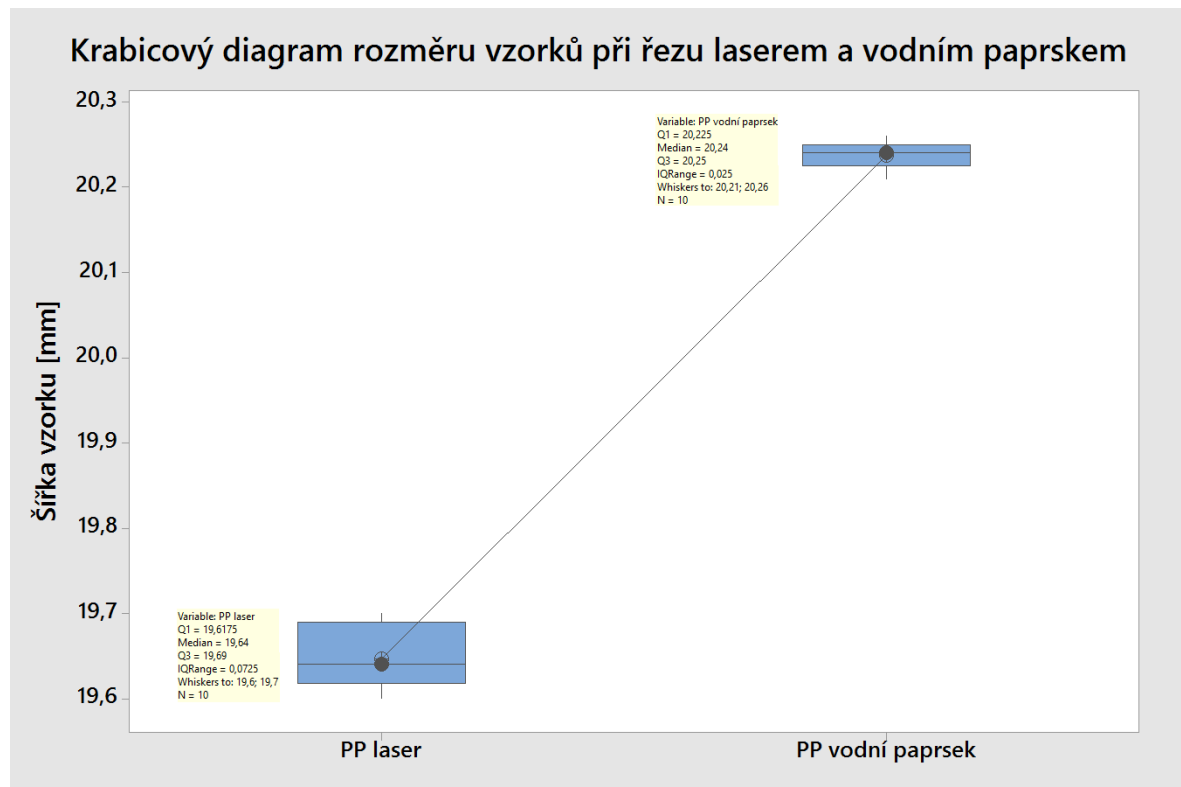 Krabicový diagram rozměru vzorků při řezu laserem a vodním paprskem
Šířka vzorku [mm]
20,3
20,2
20,1
20,0
19,9
19,8
19,7
19,6
Variable: PP vodní paprsek
Q1 = 20,225
Median = 20,24
Q3 = 20,25
IQRange = 0,025
Whiskers to: 20,21; 20,26
N = 10
Variable: PP laser
Q1 = 19,6175
Median = 19,64
Q3 = 19,69
IQRange = 0,0725
Whiskers to: 19,6; 19,7
N = 10
PP laser
PP vodní paprsek